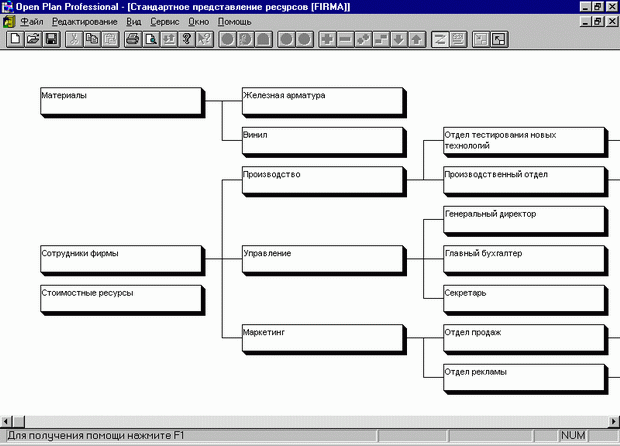 Open Plan Professional - [Стандартное представление ресурсов [FIRMA]]
Файл Редактирование Вид Сервис Окно Помощь
Материалы
Железная арматура
Винил
Отдел тестирования новых
технологий
Производство
Производственный отдел
Генеральный директор
Сотрудники фирмы
Управление
Главный бухгалтер
Стоимостные ресурсы
Секретарь
Маркетинг
Отдел продаж
Отдел рекламы
Для получения помощи нажмите F1
NUM